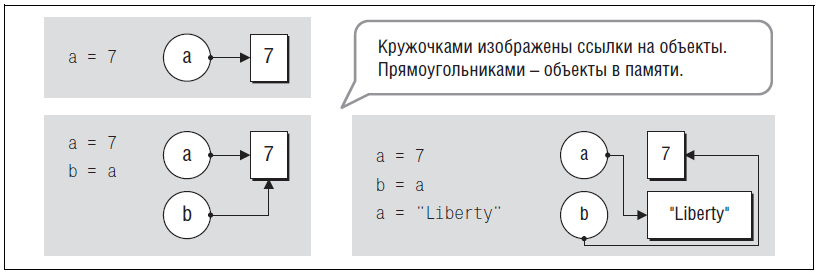 a = 7
a
7
Кружочками изображены ссылки на объекты.
Прямоугольниками – объекты в памяти.
a = 7
b = a
a
7
b
a = 7
b = a
a = "Liberty"
a
7
b
"Liberty"